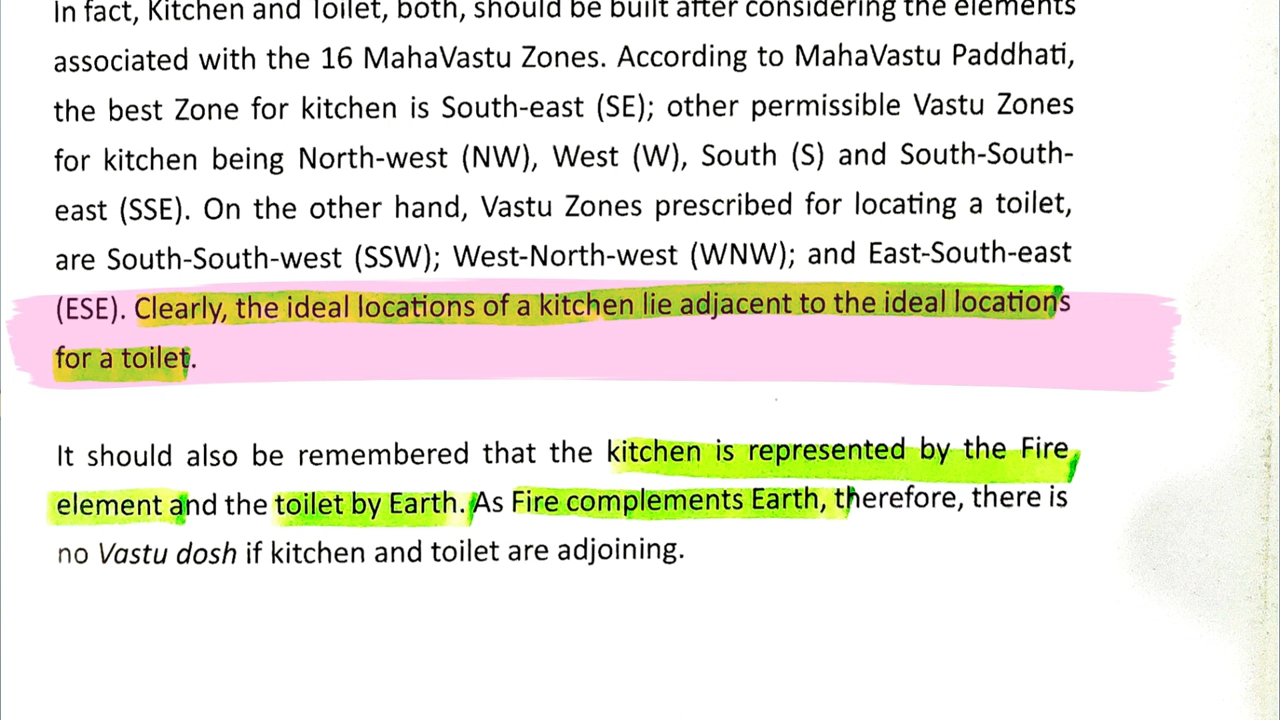 In fact, Kitchen and Toilet, both, should be built after considering the elements
associated with the 16 MahaVastu Zones. According to MahaVastu Paddhati,
the best Zone for kitchen is South-east (SE); other permissible Vastu Zones
for kitchen being North-west (NW), West (W), South (S) and South-South-
east (SSE). On the other hand, Vastu Zones prescribed for locating a toilet,
are South-South-west (SSW); West-North-west (WNW); and East-South-east
(ESE). Clearly, the ideal locations of a kitchen lie adjacent to the ideal locations
for a toilet.
It should also be remembered that the kitchen is represented by the Fire
element and the toilet by Earth. As Fire complements Earth, therefore, there is
no Vastu dosh if kitchen and toilet are adjoining.